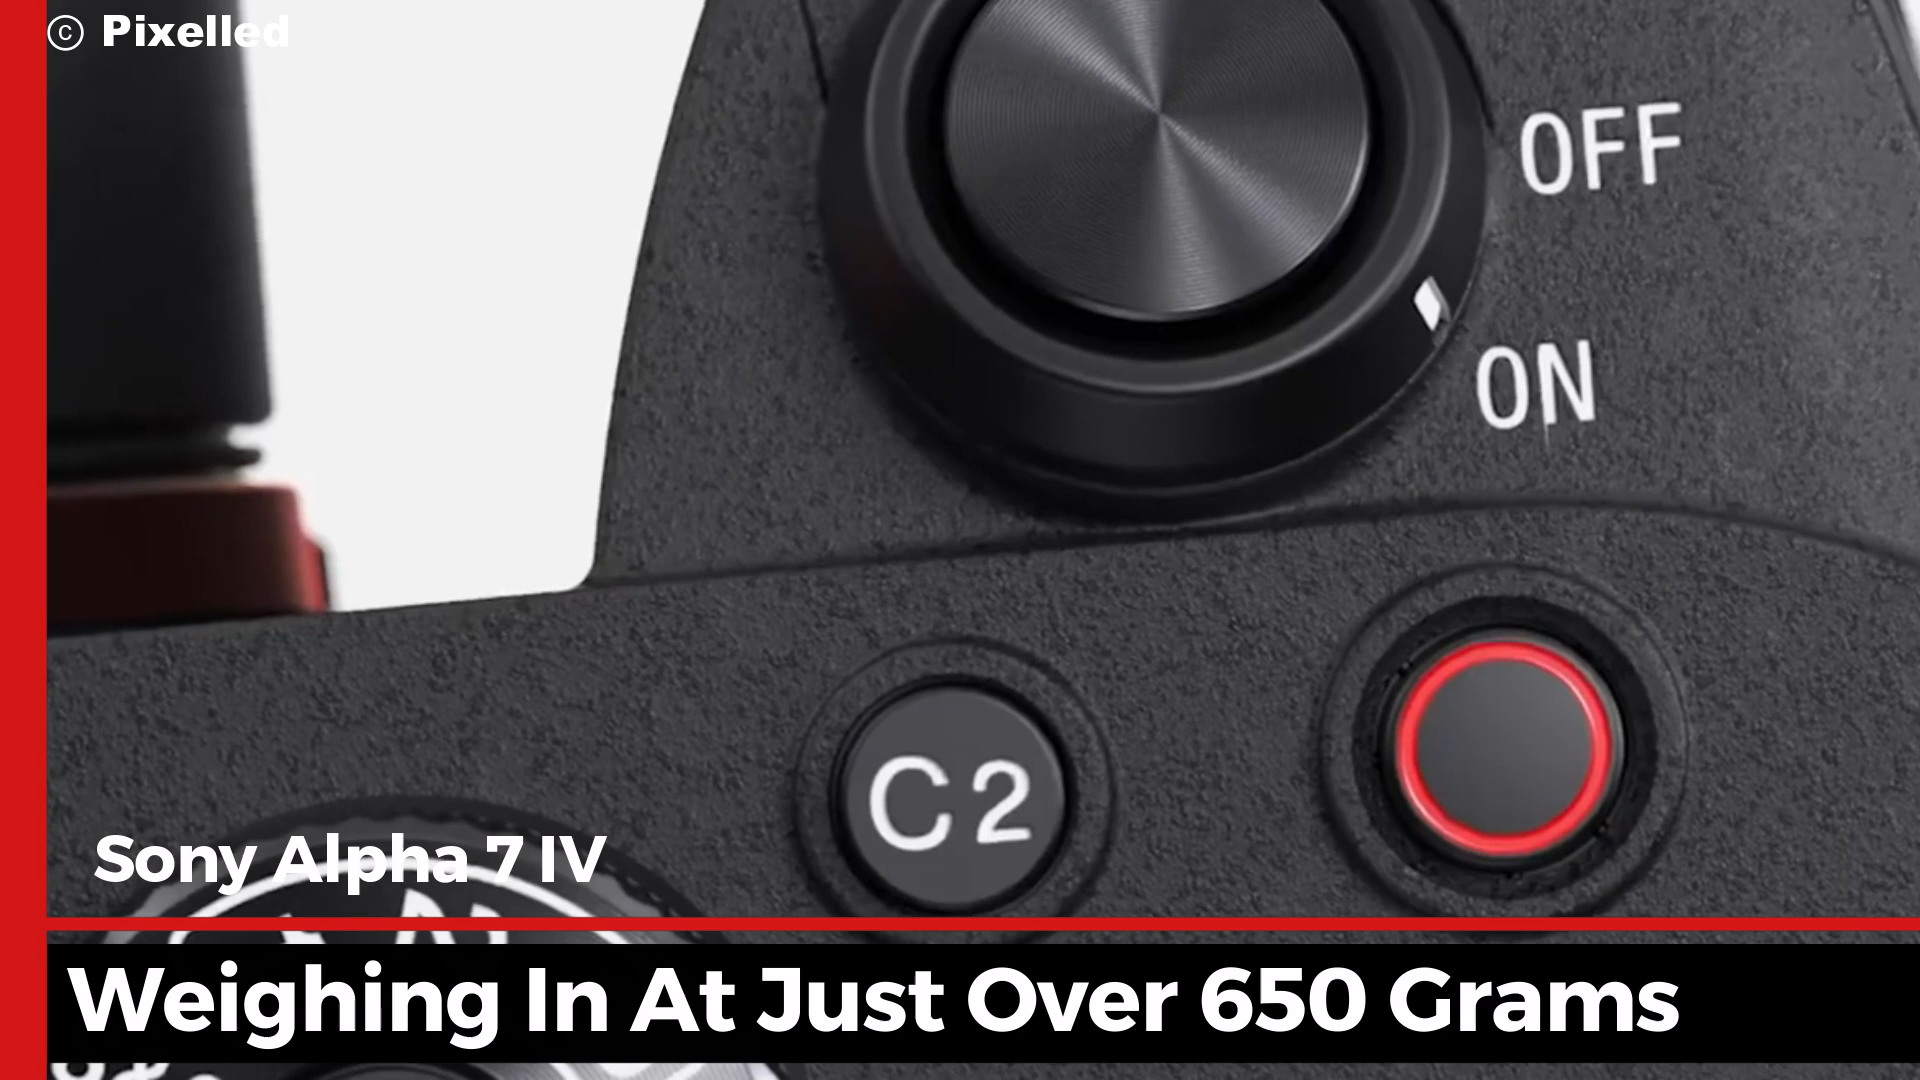 © Pixelled
OFF
ON
C2
Sony Alpha 7 IV
Weighing In At Just Over 650 Grams